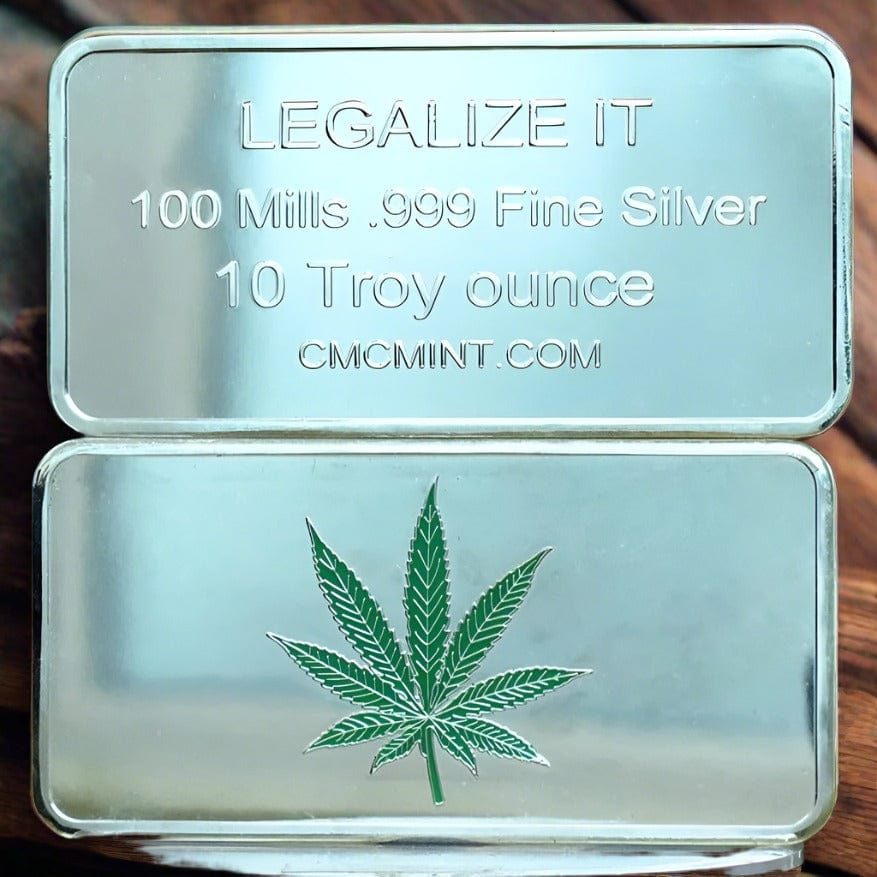 LEGALIZE IT
100 Mills .999 Fine Silver
10 Troy ounce
CMCMINT.COM